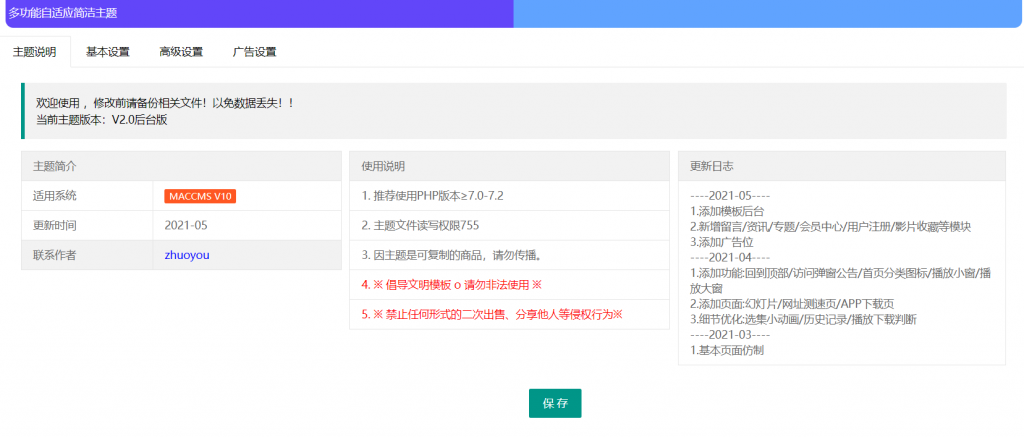 多功能自适应简洁主题
主题说明 基本设置 高级设置 广告设置
欢迎使用 ，修改前请备份相关文件！以免数据丢失！！
当前主题版本：V2.0后台版
主题简介
适用系统 MACCMS V10
更新时间 2021-05
联系作者 zhuoyou
使用说明
1. 推荐使用PHP版本≥7.0-7.2
2. 主题文件读写权限755
3. 因主题是可复制的商品，请勿传播。
4. ※ 倡导文明模板 o 请勿非法使用 ※
5. ※ 禁止任何形式的二次出售、分享他人等侵权行为※
更新日志
----2021-05----
1.添加模板后台
2.新增留言/资讯/专题/会员中心/用户注册/影片收藏等模块
3.添加广告位
----2021-04----
1.添加功能:回到顶部/访问弹窗公告/首页分类图标/播放小窗/播
放大窗
2.添加页面:幻灯片/网址测速页/APP下载页
3.细节优化:选集小动画/历史记录/播放下载判断
----2021-03----
1.基本页面仿制
保 存